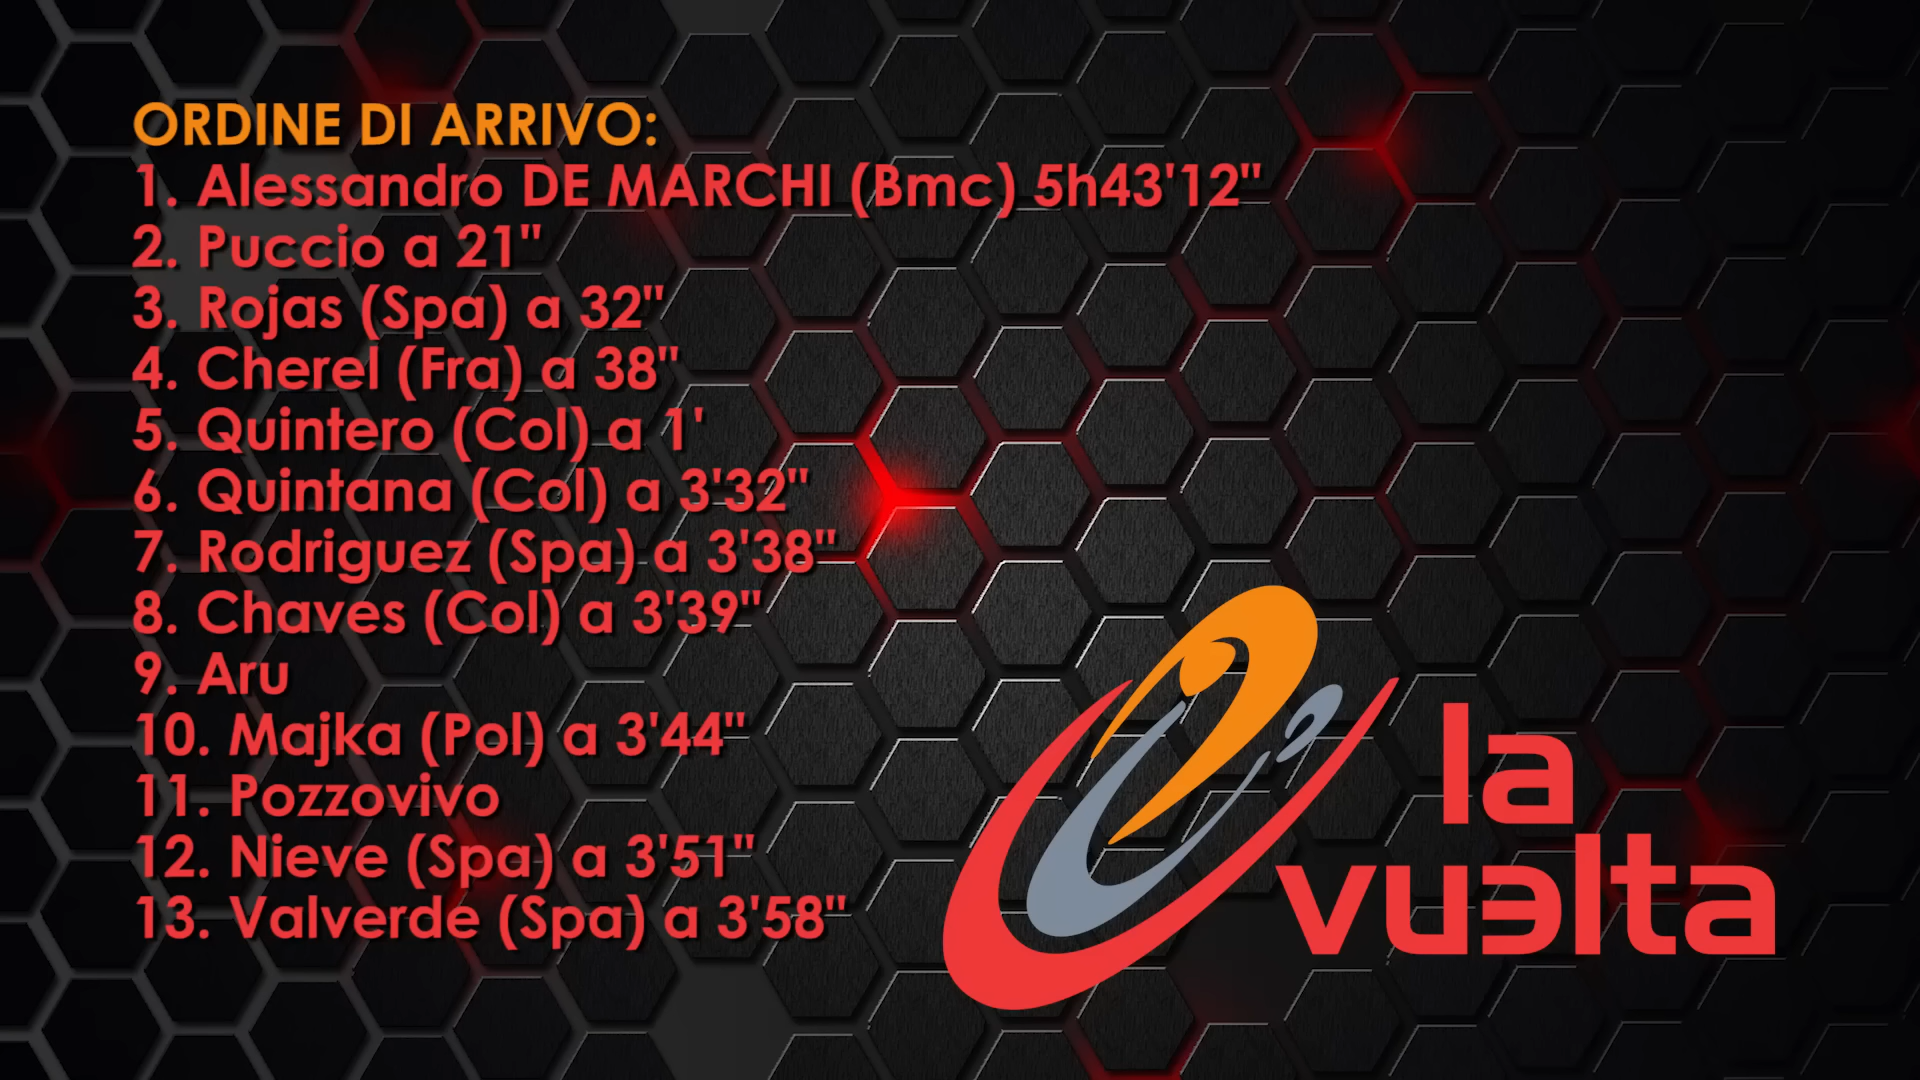 ORDINE DI ARRIVO:
1. Alessandro DE MARCHI (Bmc) 5h43'12"
2. Puccio a 21"
3. Rojas (Spa) a 32"
4. Cherel (Fra) a 38"
5. Quintero (Col) a 1'
6. Quintana (Col) a 3'32"
7. Rodriguez (Spa) a 3'38"
8. Chaves (Col) a 3'39"
9. Aru
10. Majka (Pol) a 3'44"
11. Pozzovivo
12. Nieve (Spa) a 3'51"
13. Valverde (Spa) a 3'58"
la
vuelta